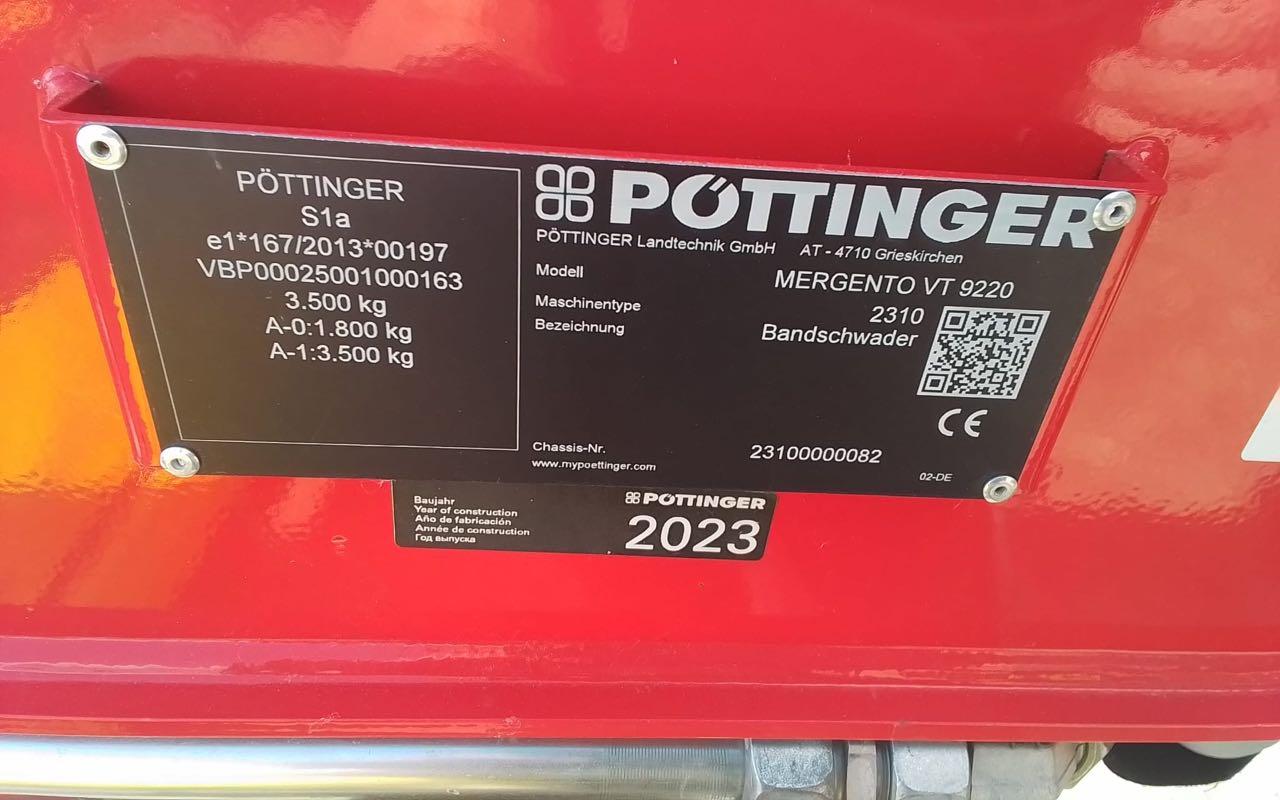 PÖTTINGER
S1a
e1*167/2013*00197
VBP00025001000163
3.500 kg
A-0:1.800 kg
A-1:3.500 kg
PÖTTINGER
PÖTTINGER Landtechnik GmbH AT - 4710 Grieskirchen
Modell MERGENTO VT 9220
Maschinentype 2310
Bezeichnung Bandschwader
CE
Chassis-Nr. 23100000082
www.mypoettinger.com
02-DE
Baujahr
Year of construction
Año de fabricación
Année de construction
Год выпуска
PÖTTINGER
2023